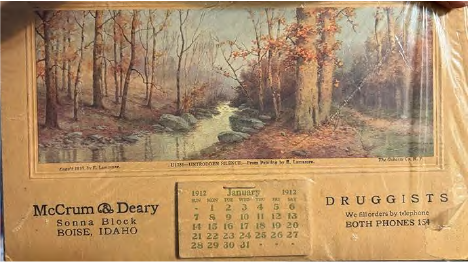 SILENCE.—From Painting by R.
McCrum & Deary
Sonna Block
BOISE, IDAHO
1912 January 1912
SUN MON TUE WED THU FRI SAT
1 2 3 4 5 6
7 8 9 10 11 12 13
14 15 16 17 18 19 20
21 22 23 24 25 26 27
28 29 30 31
DRUGGISTS
We fill orders by telephone
BOTH PHONES 154